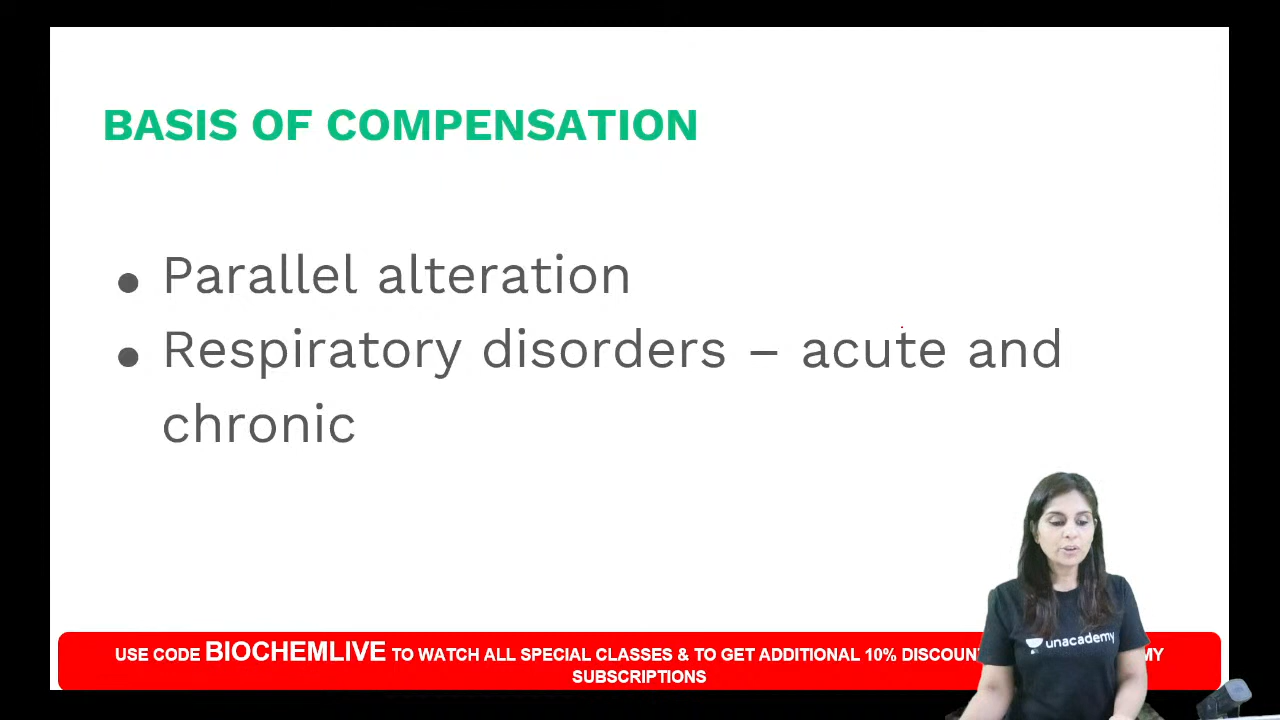 BASIS OF COMPENSATION
● Parallel alteration
● Respiratory disorders – acute and
chronic
unacademy
USE CODE BIOCHEMLIVE TO WATCH ALL SPECIAL CLASSES & TO GET ADDITIONAL 10% DISCOUNT
SUBSCRIPTIONS